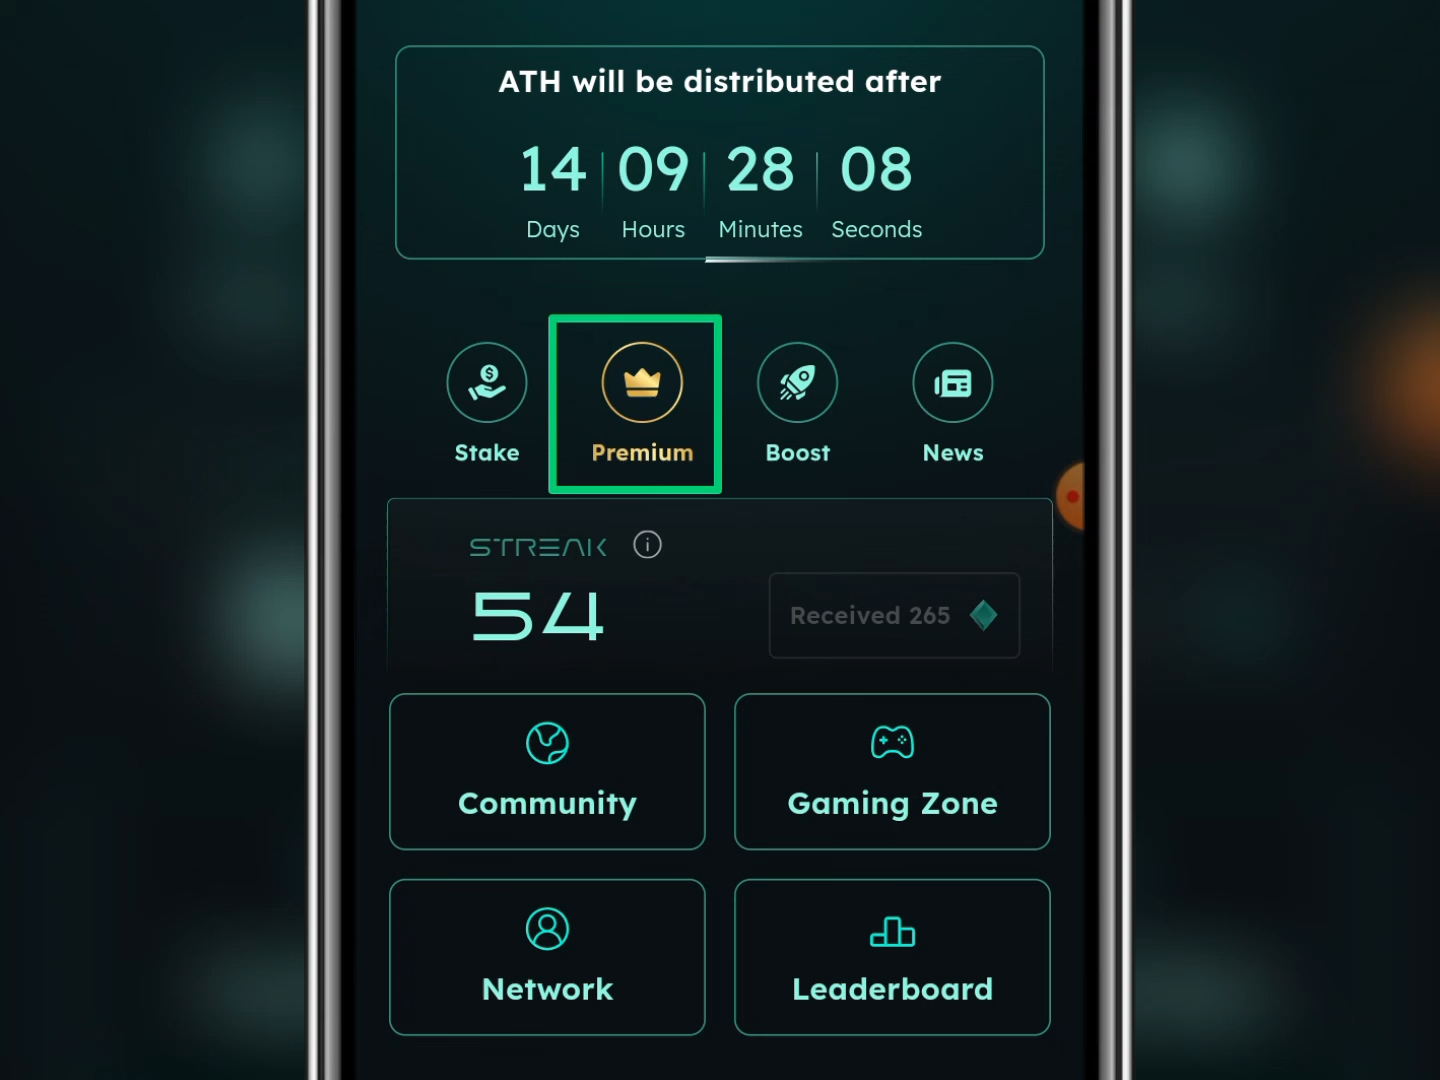 ATH will be distributed after
14 09 28 08
Days Hours Minutes Seconds
Stake Premium Boost News
STREAK
54
Received 265
Community Gaming Zone
Network Leaderboard